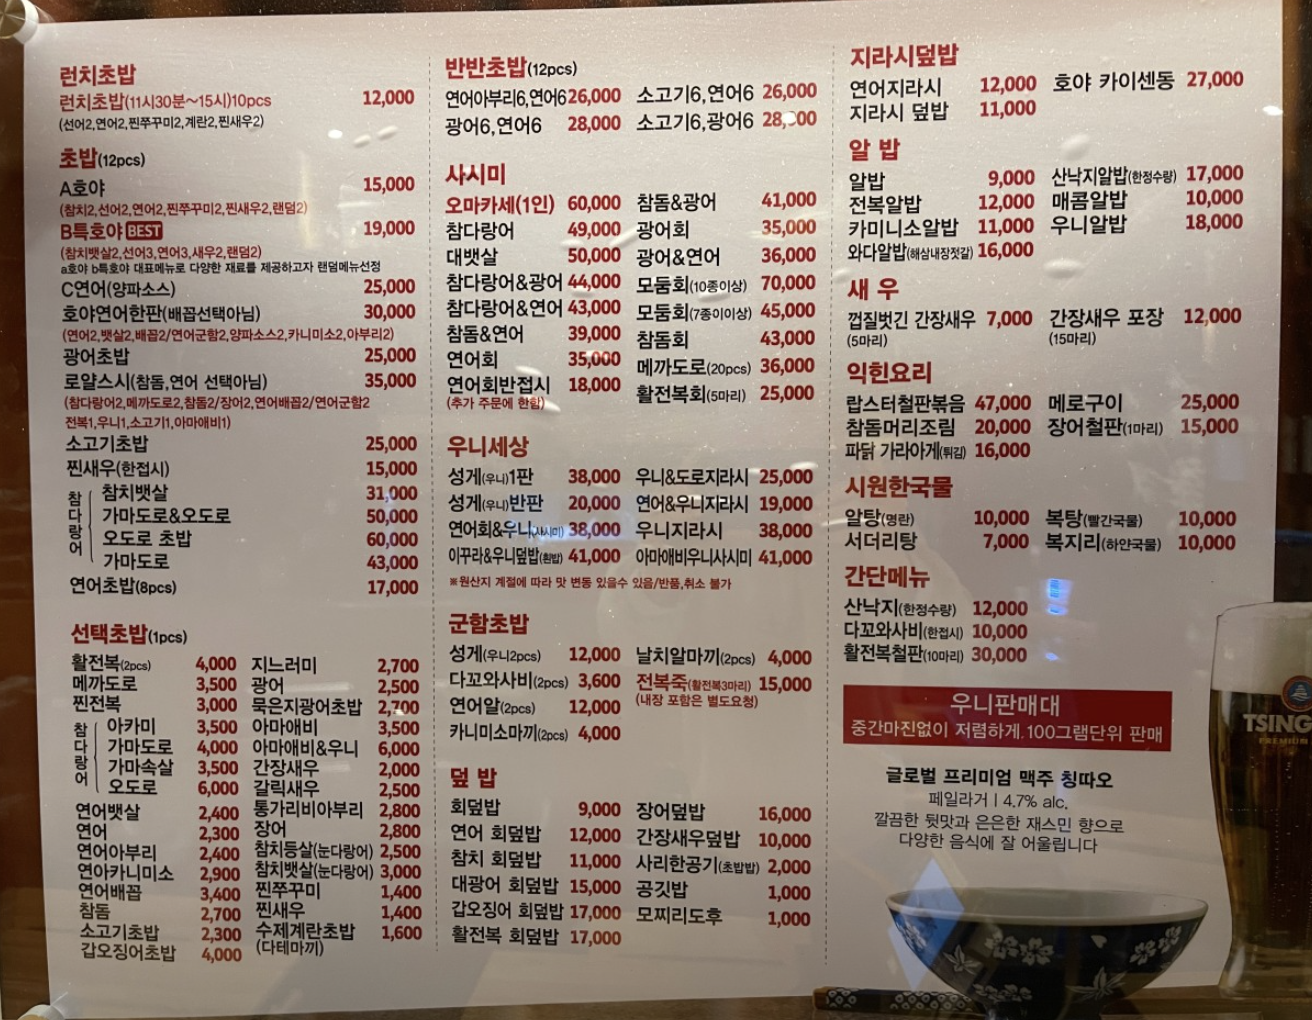 런치초밥
런치초밥(11시30분~15시)10pcs 12,000
(선어2,연어2,찐쭈꾸미2,계란2,찐새우2)
초밥(12pcs)
A호야 15,000
(참치2,선어2,연어2,찐쭈꾸미2,찐새우2,랜덤2)
B특호야 BEST 19,000
(참치뱃살2,선어3,연어3,새우2,랜덤2)
a호야 b특호야 대표메뉴로 다양한 재료를 제공하고자 랜덤메뉴선정
C연어(양파소스) 25,000
호야연어한판(배꼽선택아님) 30,000
(연어2,뱃살2,배꼽2/연어군함2,양파소스2,카니미소2,아부리2)
광어초밥 25,000
로얄스시(참돔,연어 선택아님) 35,000
(참다랑어2,메까도로2,참돔2/장어2,연어배꼽2/연어군함2
전복1,우니1,소고기1,아마애비1)
소고기초밥 25,000
찐새우(한접시) 15,000
참다랑어
참치뱃살 31,000
가마도로&오도로 50,000
오도로 초밥 60,000
가마도로 43,000
연어초밥(8pcs) 17,000
선택초밥(1pcs)
활전복(2pcs) 4,000
메까도로 3,500
찐전복 3,000
참다랑어
아카미 3,500
가마도로 4,000
가마속살 3,500
오도로 6,000
연어뱃살 2,400
연어 2,300
연어아부리 2,400
연아카니미소 2,900
연어배꼽 3,400
참돔 2,700
소고기초밥 2,300
갑오징어초밥 4,000
지느러미 2,700
광어 2,500
묵은지광어초밥 2,700
아마애비 3,500
아마애비&우니 6,000
간장새우 2,000
갈릭새우 2,500
통가리비아부리 2,800
장어 2,800
참치등살(눈다랑어) 2,500
참치뱃살(눈다랑어) 3,000
찐쭈꾸미 1,400
찐새우 1,400
수제계란초밥 1,600
(다테마끼)
반반초밥(12pcs)
연어아부리6,연어6 26,000 소고기6,연어6 26,000
광어6,연어6 28,000 소고기6,광어6 28,000
사시미
오마카세(1인) 60,000 참돔&광어 41,000
참다랑어 49,000 광어회 35,000
대뱃살 50,000 광어&연어 36,000
참다랑어&광어 44,000 모둠회(10종이상) 70,000
참다랑어&연어 43,000 모둠회(7종이이상) 45,000
참돔&연어 39,000 참돔회 43,000
연어회 35,000 메까도로(20pcs) 36,000
연어회반접시 18,000 활전복회(5마리) 25,000
(추가 주문에 한함)
우니세상
성게(우니)1판 38,000 우니&도로지라시 25,000
성게(우니)반판 20,000 연어&우니지라시 19,000
연어회&우니(사시미) 38,000 우니지라시 38,000
이꾸라&우니덮밥(흰밥) 41,000 아마애비우니사시미 41,000
※원산지 계절에 따라 맛 변동 있을수 있음/반품,취소 불가
군함초밥
성게(우니2pcs) 12,000 날치알마끼(2pcs) 4,000
다꼬와사비(2pcs) 3,600 전복죽(활전복3마리) 15,000
(내장 포함은 별도요청)
연어알(2pcs) 12,000
카니미소마끼(2pcs) 4,000
덮 밥
회덮밥 9,000 장어덮밥 16,000
연어 회덮밥 12,000 간장새우덮밥 10,000
참치 회덮밥 11,000 사리한공기(초밥밥) 2,000
대광어 회덮밥 15,000 공깃밥 1,000
갑오징어 회덮밥 17,000 모찌리도후 1,000
활전복 회덮밥 17,000
지라시덮밥
연어지라시 12,000 호야 카이센동 27,000
지라시 덮밥 11,000
알 밥
알밥 9,000 산낙지알밥(한정수량) 17,000
전복알밥 12,000 매콤알밥 10,000
카미니소알밥 11,000 우니알밥 18,000
와다알밥(해삼내장젓갈) 16,000
새 우
껍질벗긴 간장새우 7,000 간장새우 포장 12,000
(5마리) (15마리)
익힌요리
랍스터철판볶음 47,000 메로구이 25,000
참돔머리조림 20,000 장어철판(1마리) 15,000
파닭 가라아게(튀김) 16,000
시원한국물
알탕(명란) 10,000 복탕(빨간국물) 10,000
서더리탕 7,000 복지리(하얀국물) 10,000
간단메뉴
산낙지(한정수량) 12,000
다꼬와사비(한접시) 10,000
활전복철판(10마리) 30,000
우니판매대
중간마진없이 저렴하게 100그램단위 판매
글로벌 프리미엄 맥주 칭따오
페일라거 | 4.7% alc.
깔끔한 뒷맛과 은은한 재스민 향으로
다양한 음식에 잘 어울립니다
TSING
PREMIUM